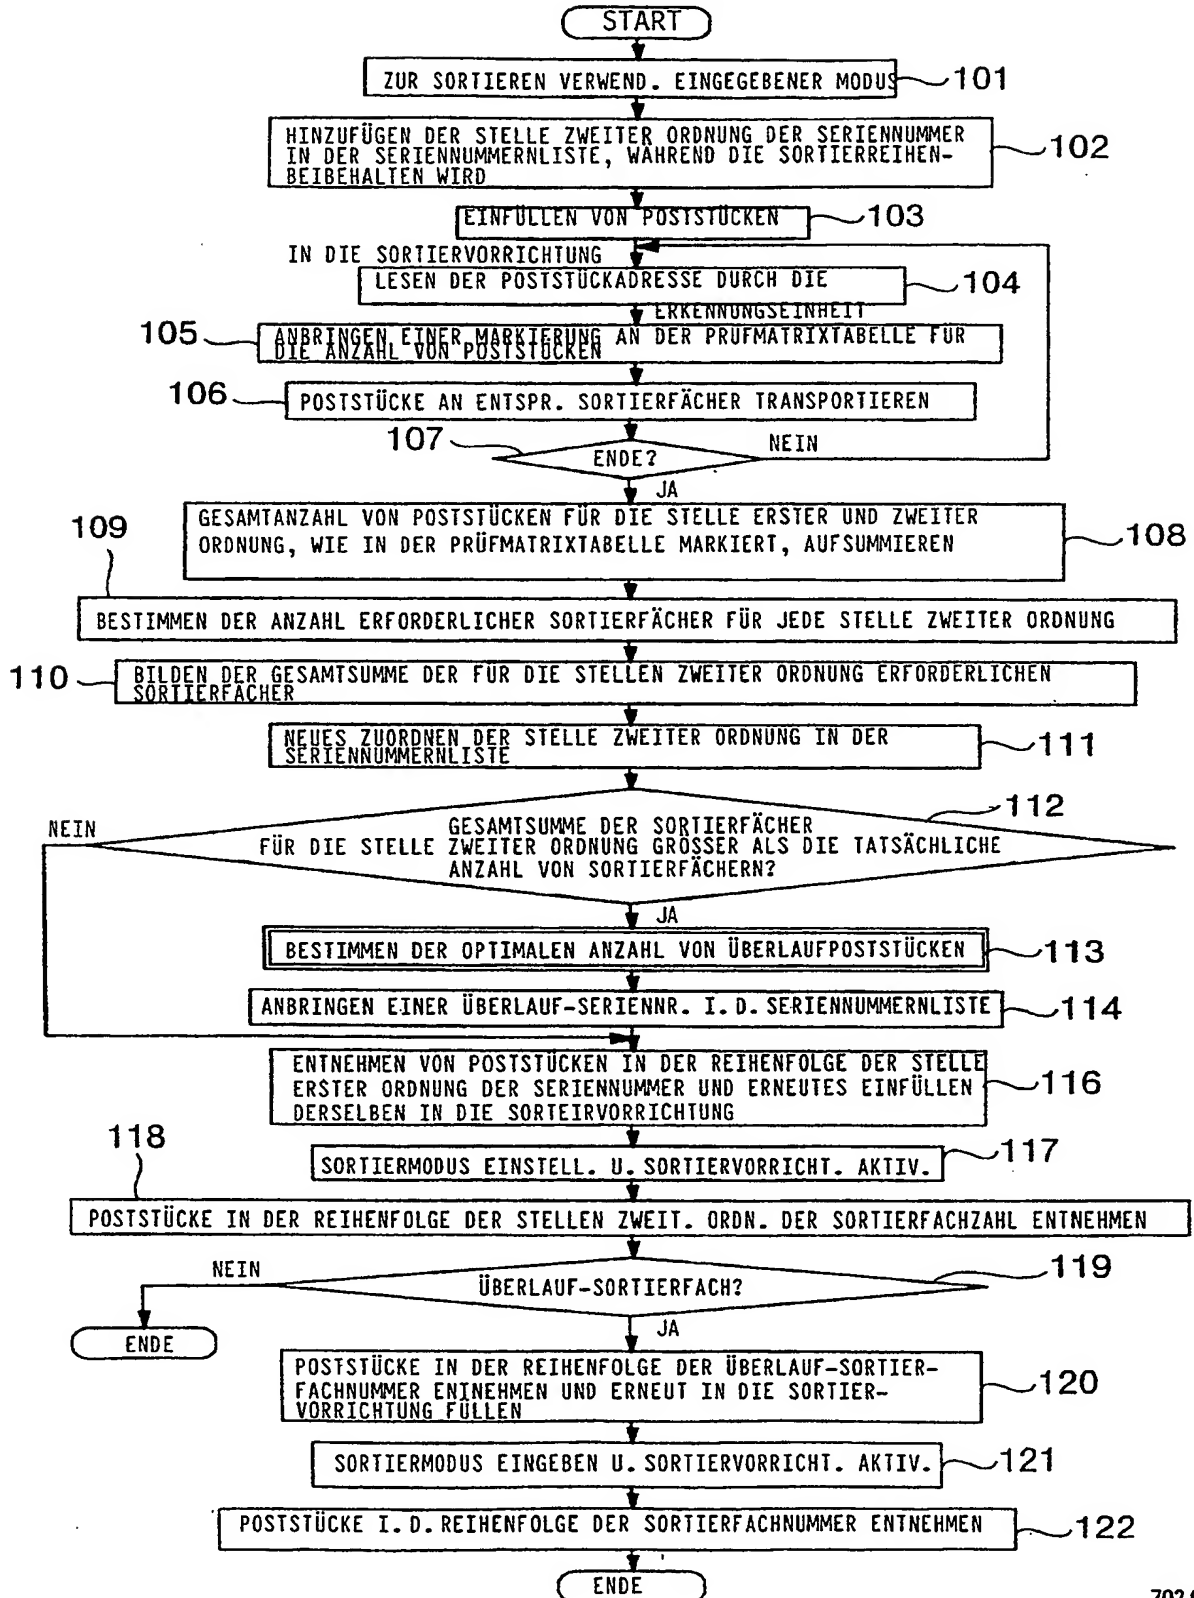 START
ZUR SORTIEREN VERWEND. EINGEGEBENER MODUS
101
HINZUFÜGEN DER STELLE ZWEITER ORDNUNG DER SERIENNUMMER
IN DER SERIENNUMMERNLISTE, WÄHREND DIE SORTIERREIHEN-
BEIBEHALTEN WIRD
102
EINFÜLLEN VON POSTSTÜCKEN
103
IN DIE SORTIERVORRICHTUNG
LESEN DER POSTSTÜCKADRESSE DURCH DIE
104
ERKENNUNGSEINHEIT
105
ANBRINGEN EINER MARKIERUNG AN DER PRÜFMATRIXTABELLE FÜR
DIE ANZAHL VON POSTSTÜCKEN
106
POSTSTÜCKE AN ENTSPR. SORTIERFÄCHER TRANSPORTIEREN
107
ENDE?
NEIN
JA
109
GESAMTANZAHL VON POSTSTÜCKEN FÜR DIE STELLE ERSTER UND ZWEITER
ORDNUNG, WIE IN DER PRÜFMATRIXTABELLE MARKIERT, AUFSUMMIEREN
108
BESTIMMEN DER ANZAHL ERFORDERLICHER SORTIERFÄCHER FÜR JEDE STELLE ZWEITER ORDNUNG
110
BILDEN DER GESAMTSUMME DER FÜR DIE STELLEN ZWEITER ORDNUNG ERFORDERLICHEN
SORTIERFÄCHER
NEUES ZUORDNEN DER STELLE ZWEITER ORDNUNG IN DER
SERIENNUMMERNLISTE
111
112
NEIN
GESAMTSUMME DER SORTIERFÄCHER
FÜR DIE STELLE ZWEITER ORDNUNG GRÖSSER ALS DIE TATSÄCHLICHE
ANZAHL VON SORTIERFÄCHERN?
JA
BESTIMMEN DER OPTIMALEN ANZAHL VON ÜBERLAUFPOSTSTÜCKEN
113
ANBRINGEN EINER ÜBERLAUF-SERIENNR. I. D. SERIENNUMMERNLISTE
114
ENTNEHMEN VON POSTSTÜCKEN IN DER REIHENFOLGE DER STELLE
ERSTER ORDNUNG DER SERIENNUMMER UND ERNEUTES EINFÜLLEN
DERSELBEN IN DIE SORTEIRVORRICHTUNG
116
118
SORTIERMODUS EINSTELL. U. SORTIERVORRICHT. AKTIV.
117
POSTSTÜCKE IN DER REIHENFOLGE DER STELLEN ZWEIT. ORDN. DER SORTIERFACHZAHL ENTNEHMEN
NEIN
ÜBERLAUF-SORTIERFACH?
119
ENDE
JA
POSTSTÜCKE IN DER REIHENFOLGE DER ÜBERLAUF-SORTIER-
FACHNUMMER ENINEHMEN UND ERNEUT IN DIE SORTIER-
VORRICHTUNG FÜLLEN
120
SORTIERMODUS EINGEBEN U. SORTIERVORRICHT. AKTIV.
121
POSTSTÜCKE I. D. REIHENFOLGE DER SORTIERFACHNUMMER ENTNEHMEN
122
ENDE